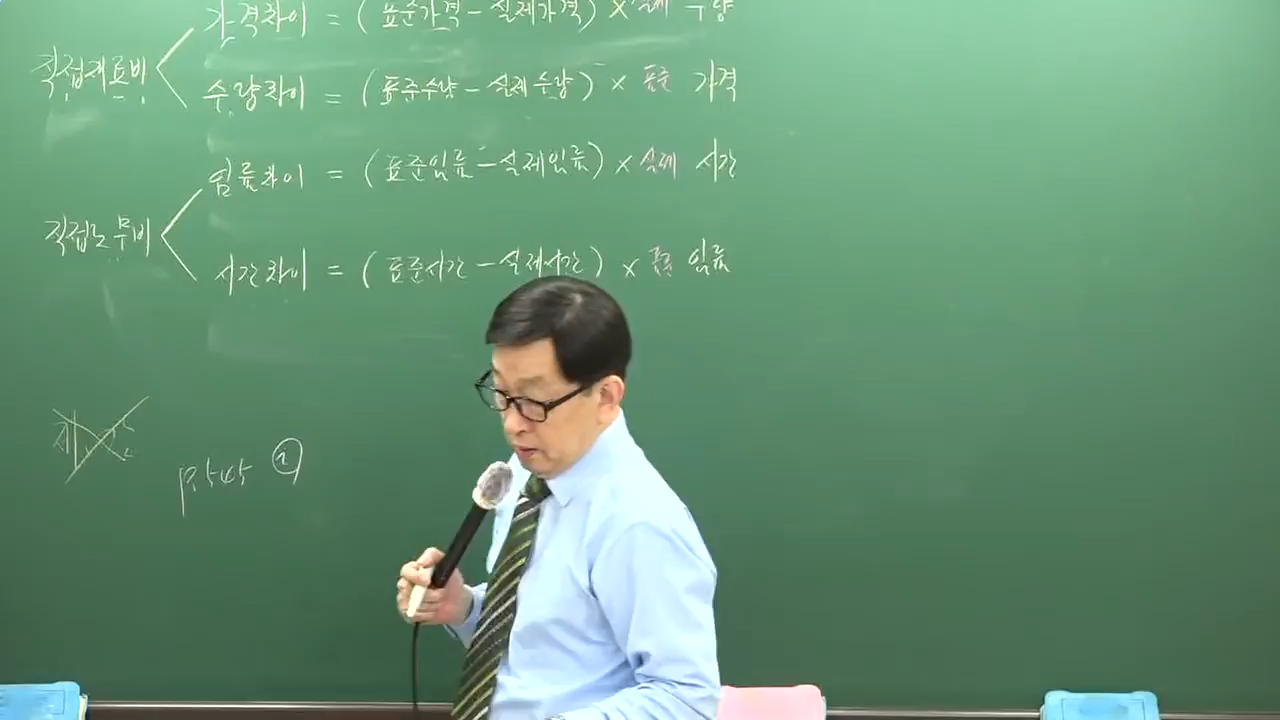 가격차이 = (표준가격 - 실제가격) × 실제 수량
직접재료비
수량차이 = (표준수량 - 실제수량) × 표준 가격
임률차이 = (표준임률 - 실제임률) × 실제 시간
직접노무비
시간차이 = (표준시간 - 실제시간) × 표준 임률
p.545 ②